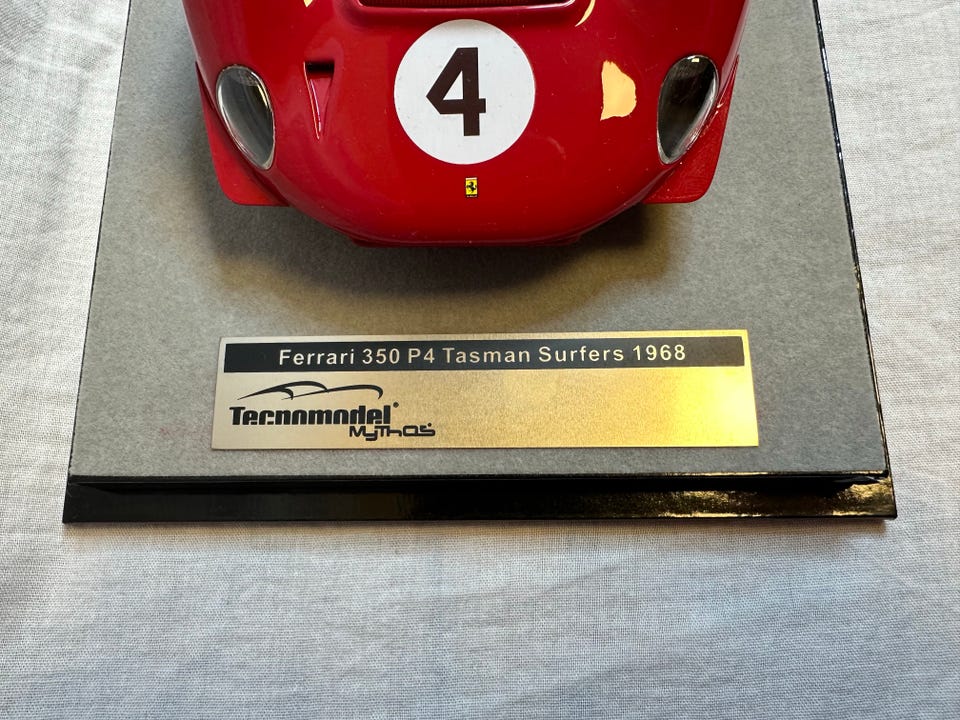 4
Ferrari 350 P4 Tasman Surfers 1968
Tecnomodel®
Mythos